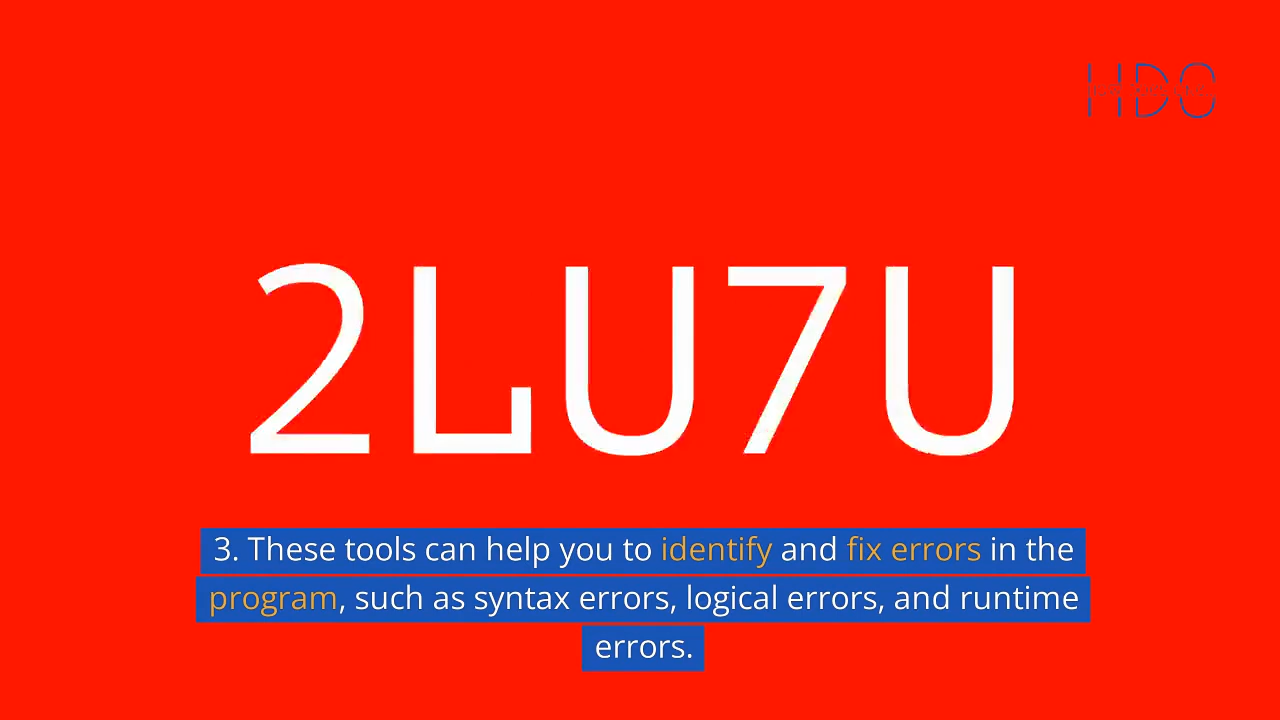 HDO
2LU7U
3. These tools can help you to identify and fix errors in the
program, such as syntax errors, logical errors, and runtime
errors.